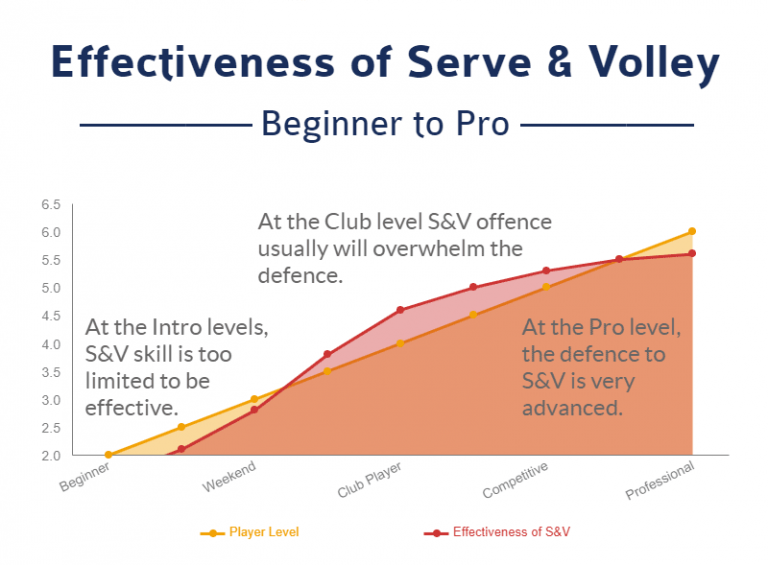 Effectiveness of Serve & Volley
Beginner to Pro
At the Club level S&V offence
usually will overwhelm the
defence.
At the Intro levels,
S&V skill is too
limited to be
effective.
At the Pro level,
the defence to
S&V is very
advanced.
6.5
6.0
5.5
5.0
4.5
4.0
3.5
3.0
2.5
2.0
Beginner
Weekend
Club Player
Competitive
Professional
Player Level
Effectiveness of S&V